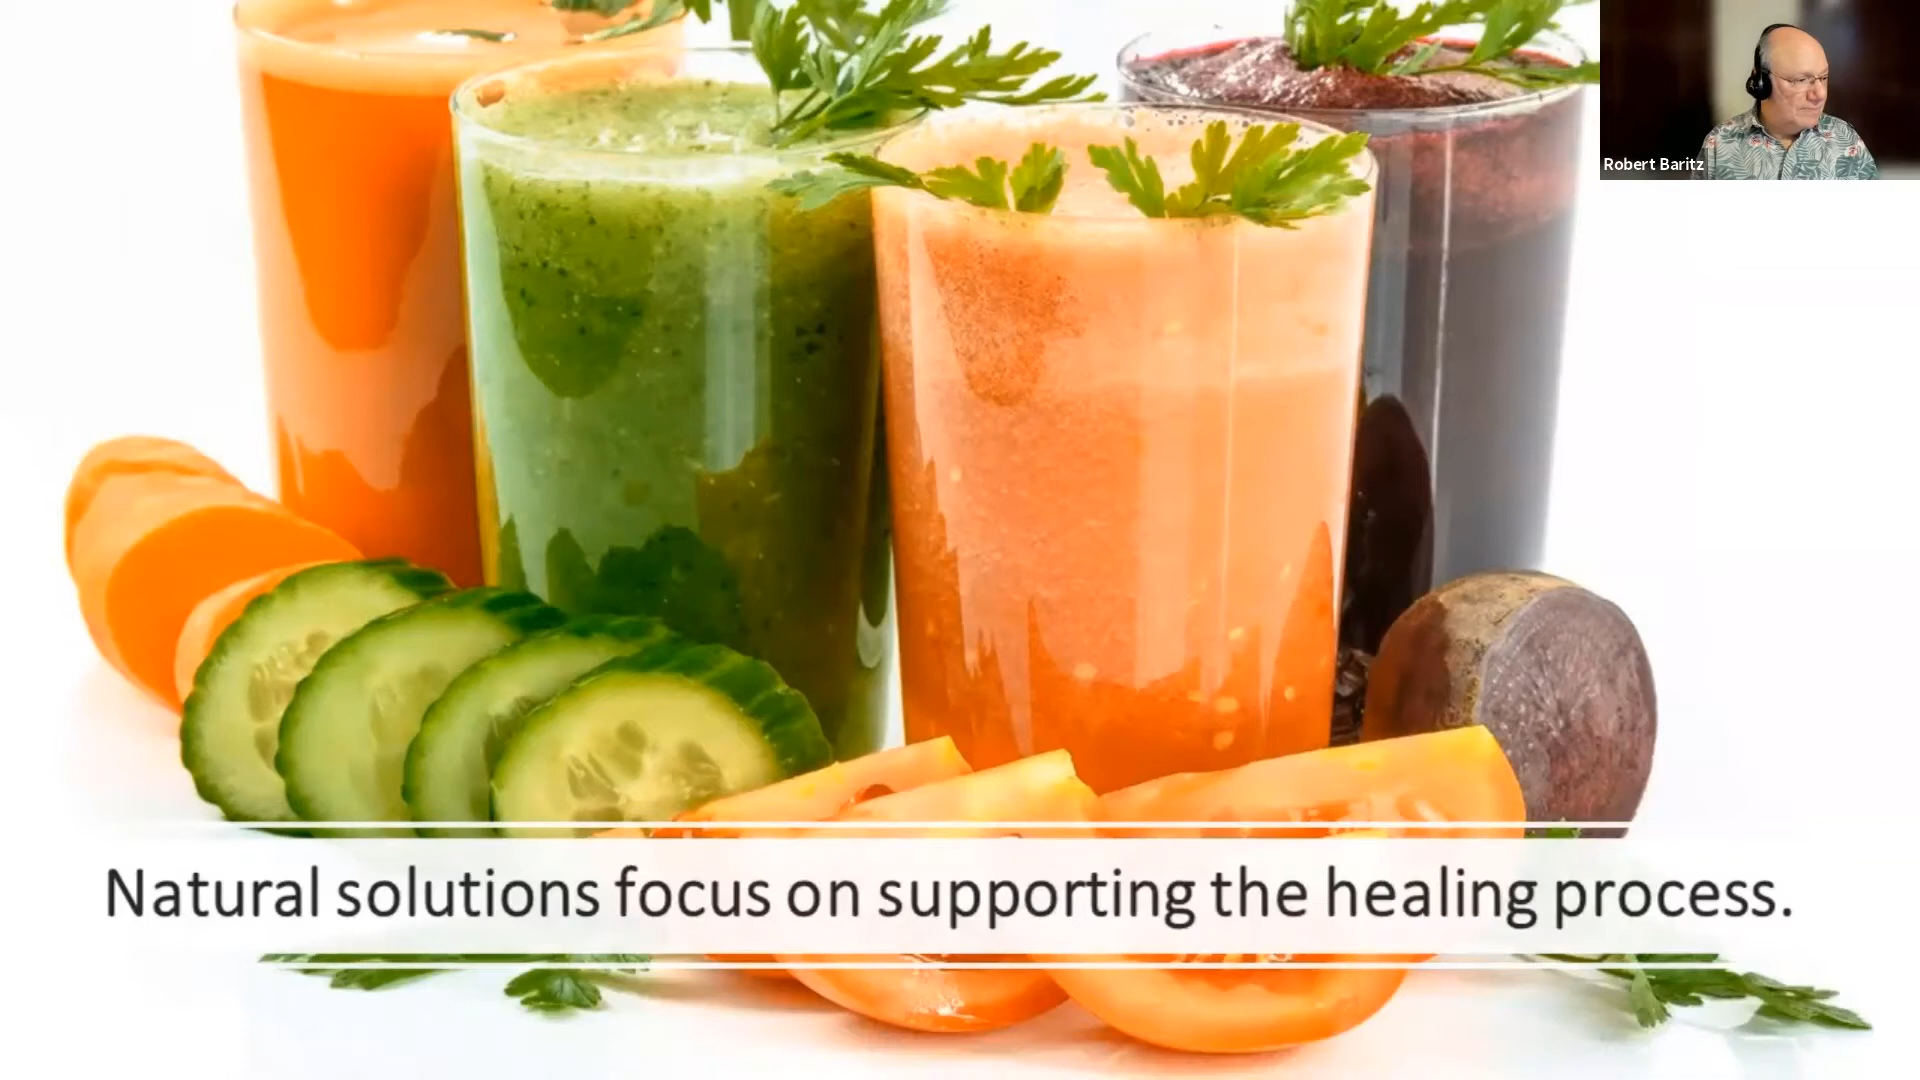 Robert Baritz
Natural solutions focus on supporting the healing process.